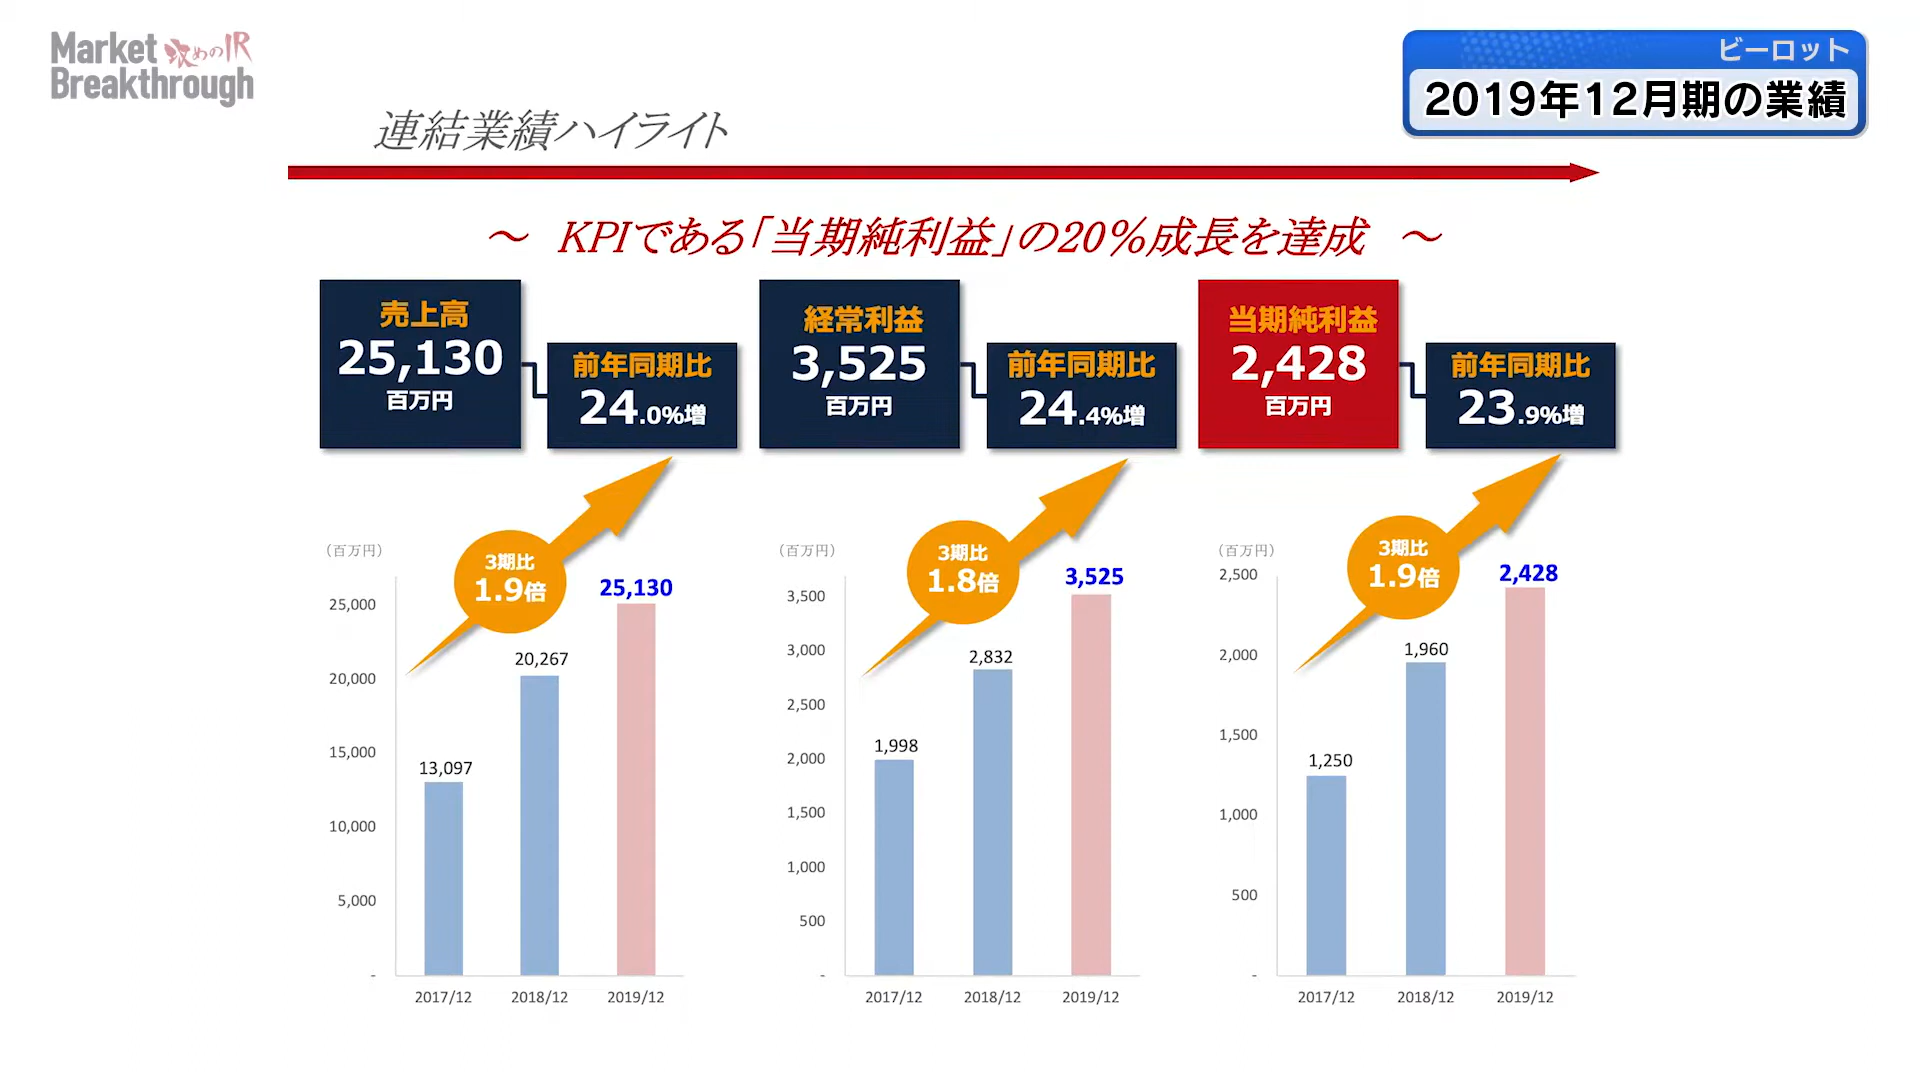 Market 攻めのIR
Breakthrough
ビーロット
2019年12月期の業績
連結業績ハイライト
～ KPIである「当期純利益」の20％成長を達成 ～
売上高
25,130
百万円
前年同期比
24.0%増
経常利益
3,525
百万円
前年同期比
24.4%増
当期純利益
2,428
百万円
前年同期比
23.9%増
（百万円）
3期比
1.9倍
25,130
20,267
13,097
25,000
20,000
15,000
10,000
5,000
-
2017/12 2018/12 2019/12
（百万円）
3期比
1.8倍
3,525
2,832
1,998
3,500
3,000
2,500
2,000
1,500
1,000
500
-
2017/12 2018/12 2019/12
（百万円）
3期比
1.9倍
2,428
1,960
1,250
2,500
2,000
1,500
1,000
500
-
2017/12 2018/12 2019/12